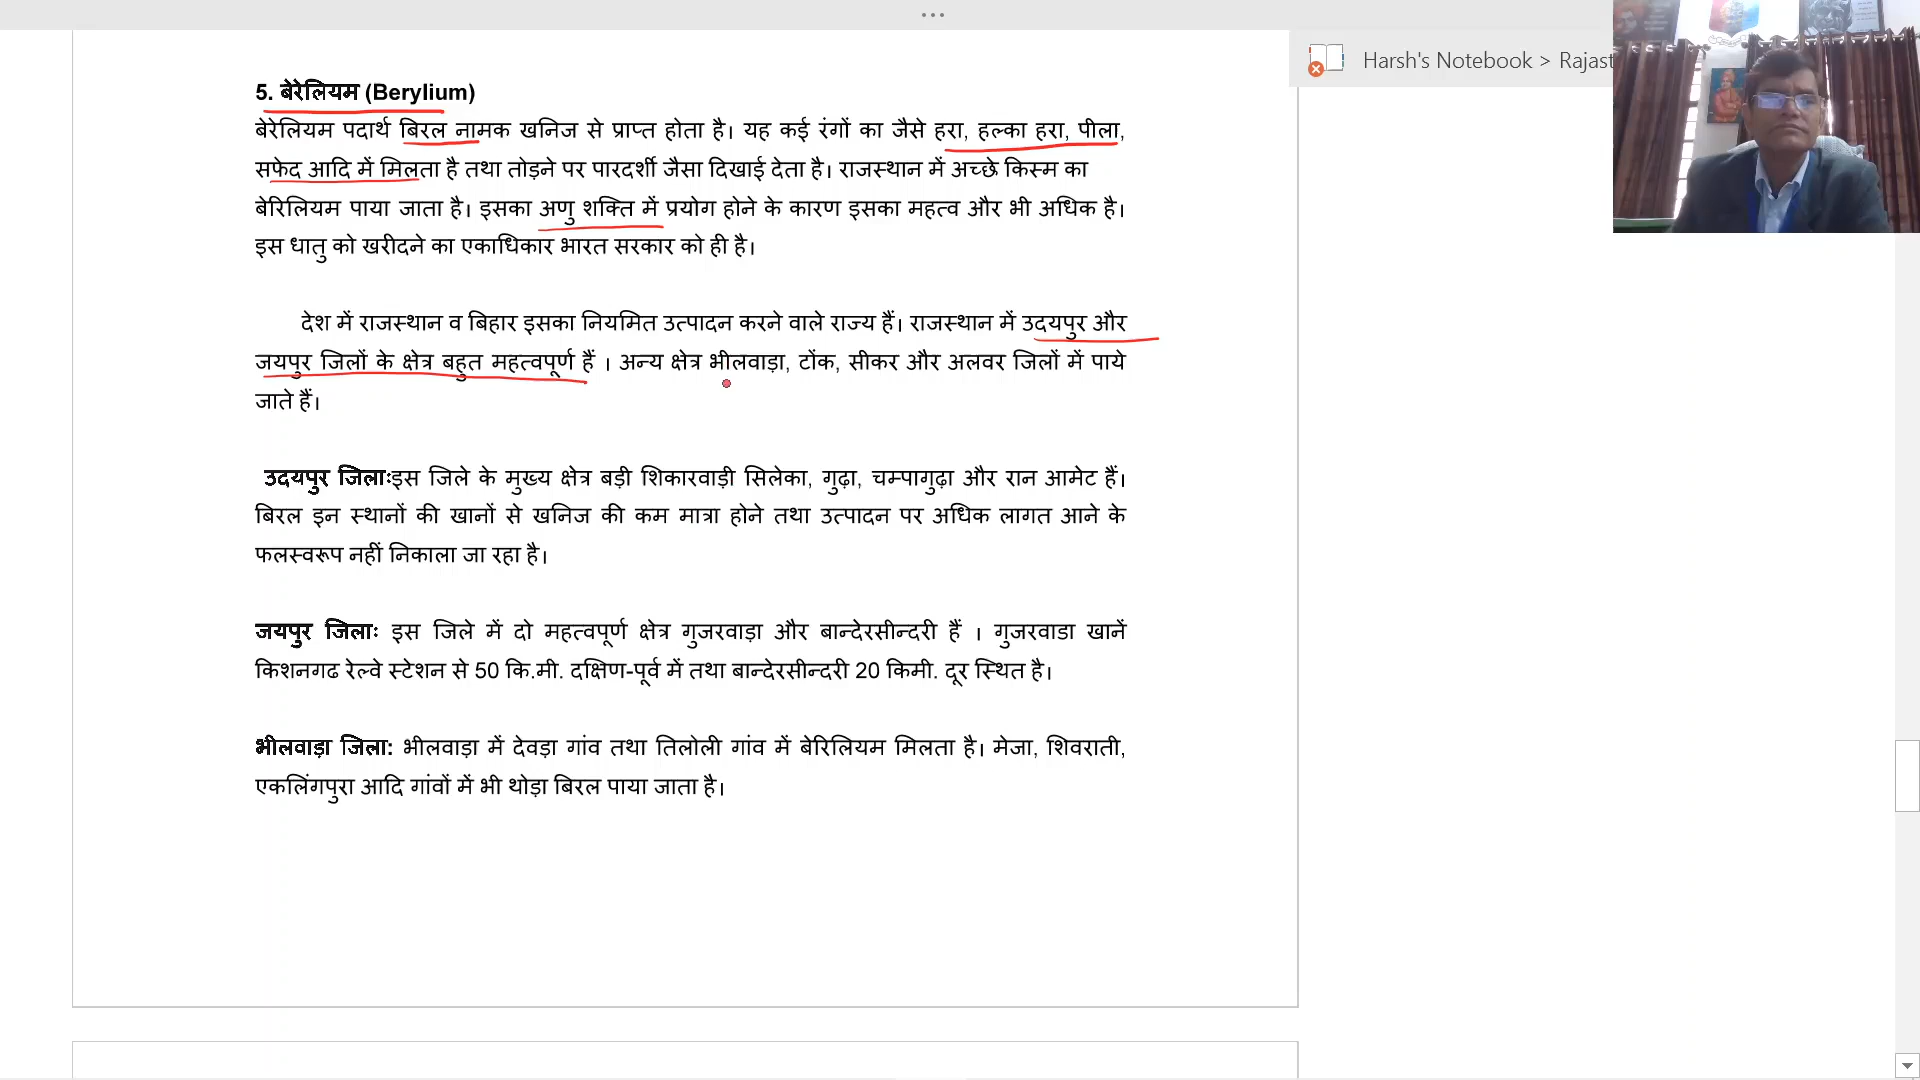 Harsh's Notebook > Rajast
5. बेरेलियम (Berylium)
बेरेलियम पदार्थ बिरल नामक खनिज से प्राप्त होता है। यह कई रंगों का जैसे हरा, हल्का हरा, पीला,
सफेद आदि में मिलता है तथा तोड़ने पर पारदर्शी जैसा दिखाई देता है। राजस्थान में अच्छे किस्म का
बेरिलियम पाया जाता है। इसका अणु शक्ति में प्रयोग होने के कारण इसका महत्व और भी अधिक है।
इस धातु को खरीदने का एकाधिकार भारत सरकार को ही है।
देश में राजस्थान व बिहार इसका नियमित उत्पादन करने वाले राज्य हैं। राजस्थान में उदयपुर और
जयपुर जिलों के क्षेत्र बहुत महत्वपूर्ण हैं । अन्य क्षेत्र भीलवाड़ा, टोंक, सीकर और अलवर जिलों में पाये
जाते हैं।
उदयपुर जिलाःइस जिले के मुख्य क्षेत्र बड़ी शिकारवाड़ी सिलेका, गुढ़ा, चम्पागुढ़ा और रान आमेट हैं।
बिरल इन स्थानों की खानों से खनिज की कम मात्रा होने तथा उत्पादन पर अधिक लागत आने के
फलस्वरूप नहीं निकाला जा रहा है।
जयपुर जिलाः इस जिले में दो महत्वपूर्ण क्षेत्र गुजरवाड़ा और बान्देरसीन्दरी हैं । गुजरवाडा खानें
किशनगढ रेल्वे स्टेशन से 50 कि.मी. दक्षिण-पूर्व में तथा बान्देरसीन्दरी 20 किमी. दूर स्थित है।
भीलवाड़ा जिला: भीलवाड़ा में देवड़ा गांव तथा तिलोली गांव में बेरिलियम मिलता है। मेजा, शिवराती,
एकलिंगपुरा आदि गांवों में भी थोड़ा बिरल पाया जाता है।